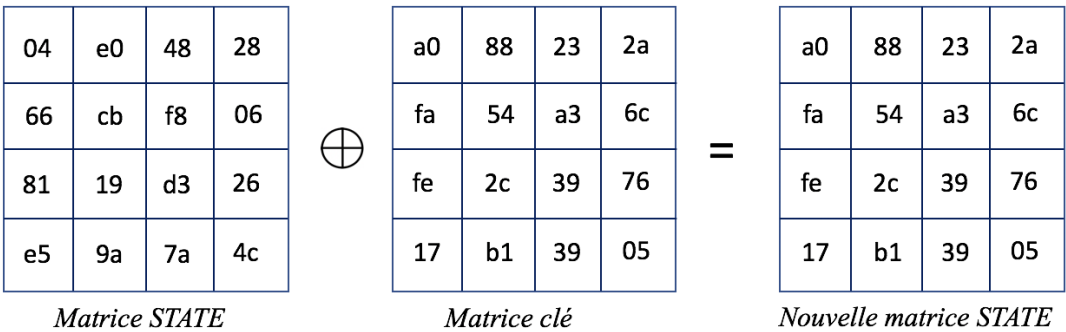 04 e0 48 28 a0 88 23 2a a0 88 23 2a
66 cb f8 06 fa 54 a3 6c fa 54 a3 6c
81 19 d3 26 ⊕ fe 2c 39 76 = fe 2c 39 76
e5 9a 7a 4c 17 b1 39 05 17 b1 39 05
Matrice STATE Matrice clé Nouvelle matrice STATE